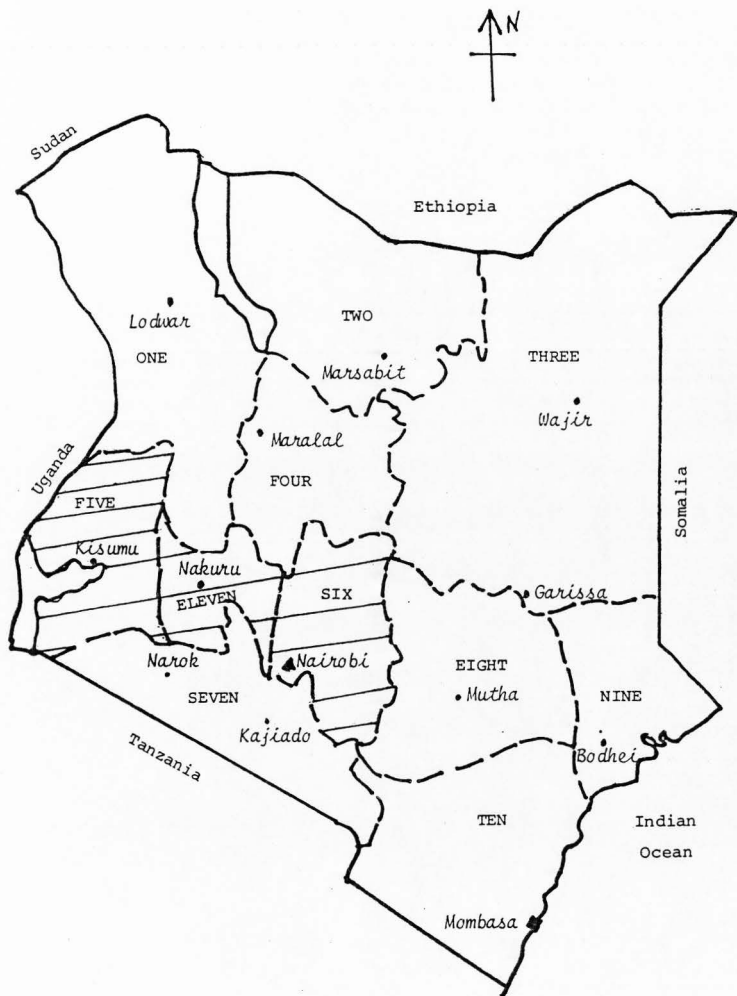 N
Sudan
Ethiopia
Lodwar
ONE
TWO
Marsabit
THREE
Wajir
Maralal
FOUR
Uganda
Somalia
FIVE
Kisumu
Nakuru
ELEVEN
SIX
Garissa
Narok
Nairobi
EIGHT
Mutha
NINE
SEVEN
Kajiado
Tanzania
Bodhei
TEN
Indian
Ocean
Mombasa